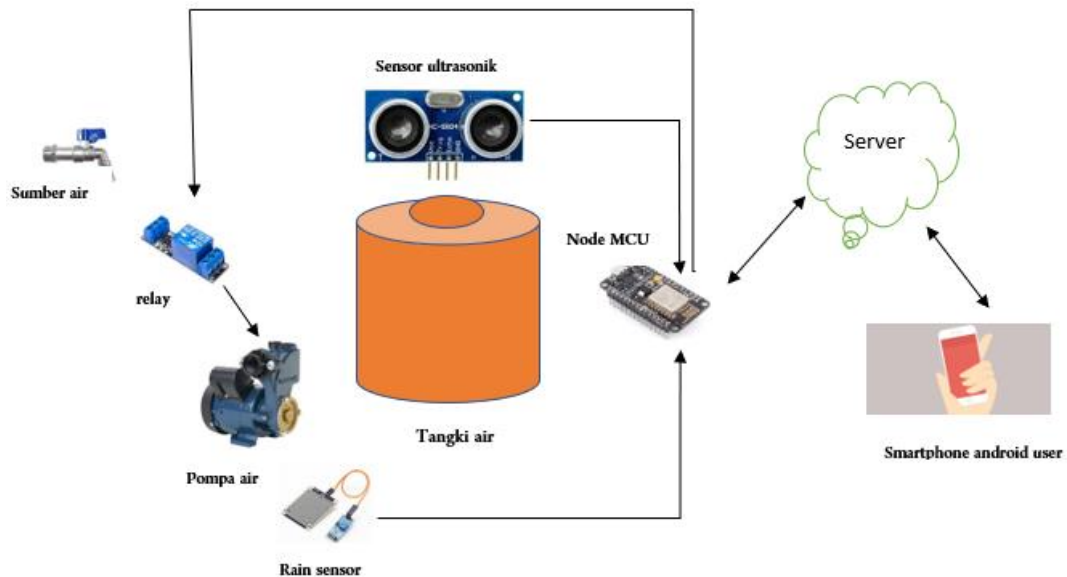 Sensor ultrasonik
Server
Sumber air
Node MCU
relay
Tangki air
Smartphone android user
Pompa air
Rain sensor